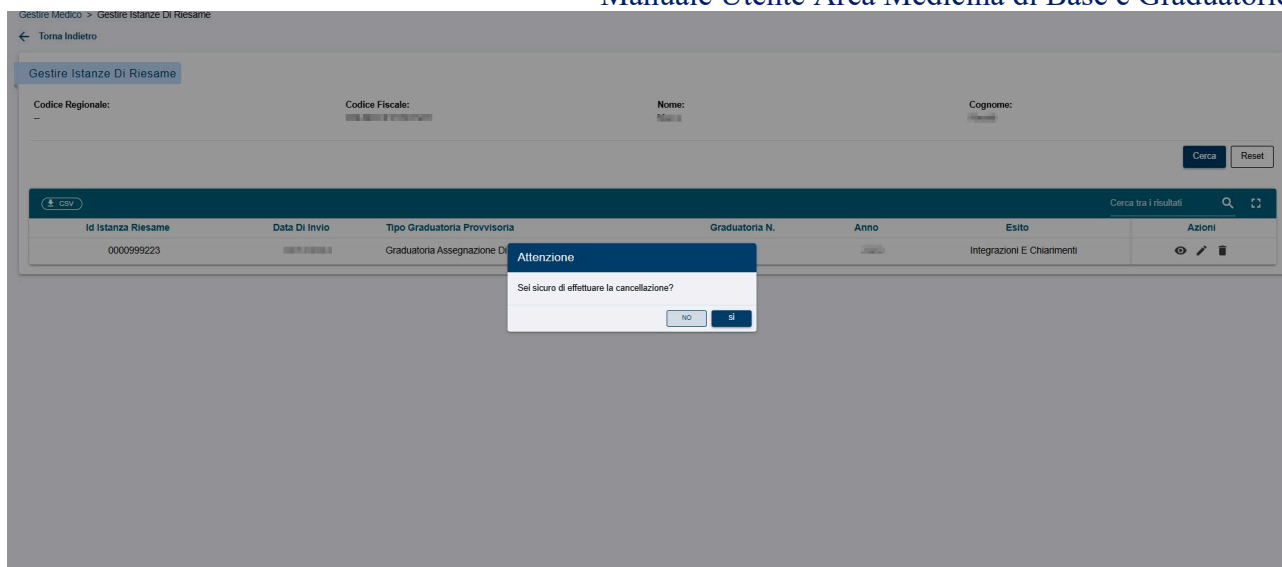 Manuale Utente Area Medicina di Base e Graduatorie
Gestire Medico > Gestire Istanze Di Riesame
← Torna Indietro
Gestire Istanze Di Riesame
Codice Regionale: Codice Fiscale: Nome: Cognome:
--
Cerca Reset
CSV Cerca tra i risultati
Id Istanza Riesame Data Di Invio Tipo Graduatoria Provvisoria Graduatoria N. Anno Esito Azioni
0000999223 Graduatoria Assegnazione Di Integrazioni E Chiarimenti
Attenzione
Sei sicuro di effettuare la cancellazione?
NO SÌ